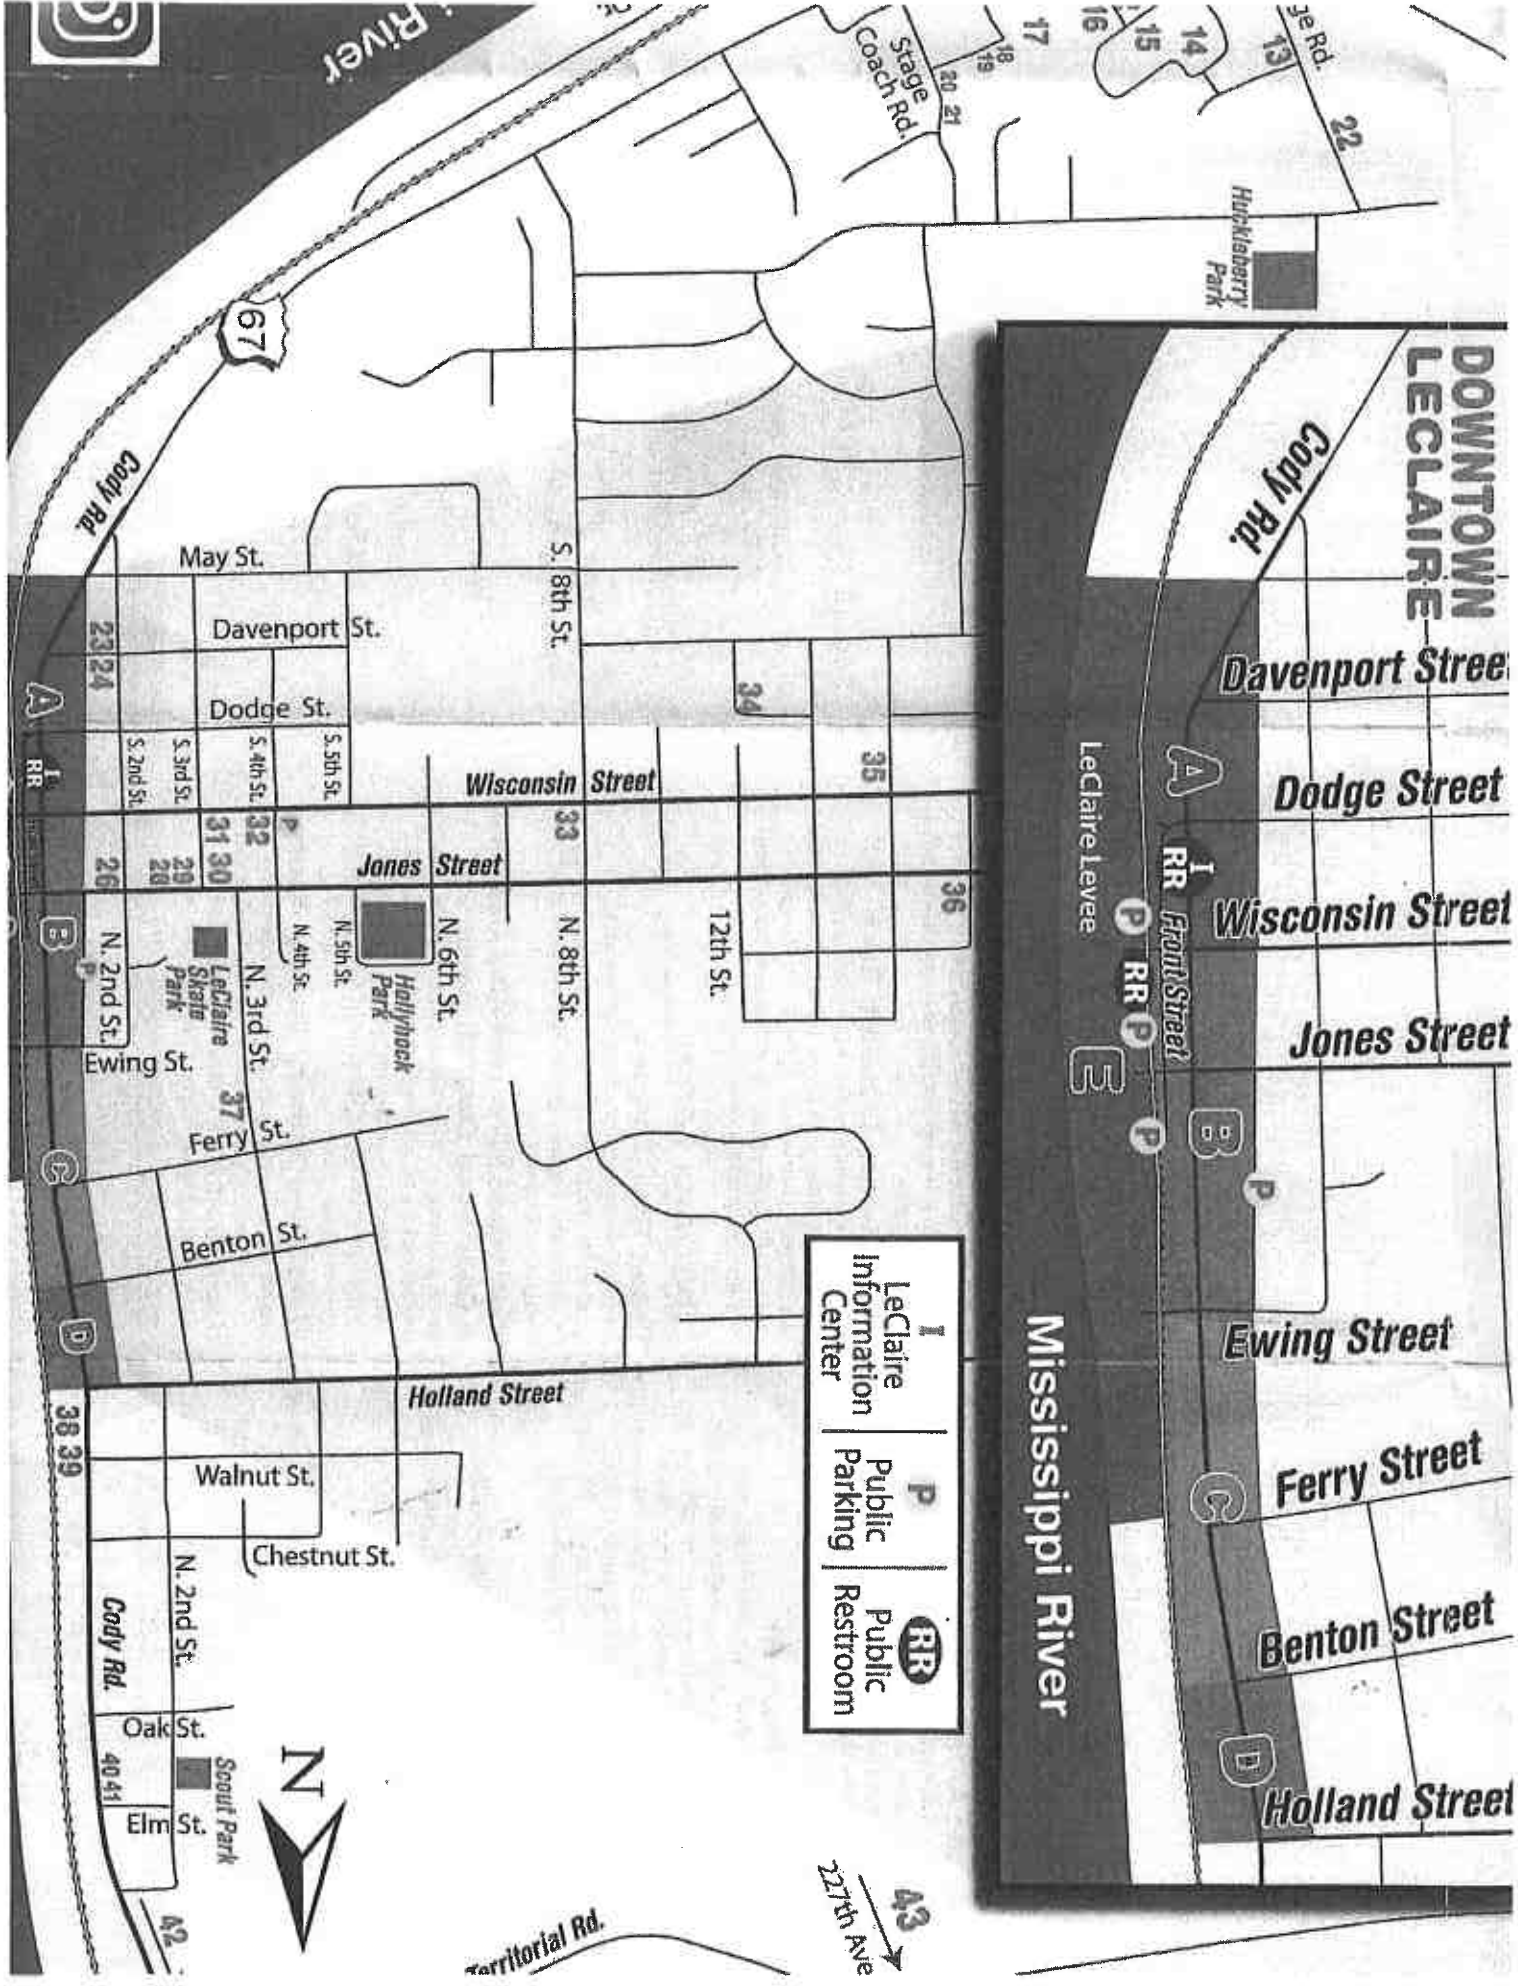 River
Stage
Coach Rd.
17
16
15
14
13
ge Rd.
18
19
20 21
22
Huckleberry
Park
67
Cody Rd.
May St.
Davenport St.
Dodge St.
S. 8th St.
23 24
A
I
RR
S. 2nd St.
S. 3rd St.
S. 4th St.
S. 5th St.
Wisconsin Street
34
35
26
28
29
31 30
32
P
33
Jones Street
36
B
P
N. 2nd St.
LeClaire
Skate
Park
N. 3rd St.
N. 4th St.
N. 5th St.
Hollyhock
Park
N. 6th St.
N. 8th St.
12th St.
Ewing St.
37
Ferry St.
C
Benton St.
D
Holland Street
38 39
Walnut St.
Chestnut St.
Cody Rd.
N. 2nd St.
Oak St.
40 41
Scout Park
Elm St.
42
N
Territorial Rd.
43
227th Ave
I
LeClaire
Information
Center
P
Public
Parking
RR
Public
Restroom
DOWNTOWN
LECLAIRE
Cody Rd.
Davenport Street
A
Dodge Street
I
RR
LeClaire Levee
P
Front Street
Wisconsin Street
RR
P
Jones Street
E
B
P
P
Ewing Street
Mississippi River
C
Ferry Street
Benton Street
D
Holland Street